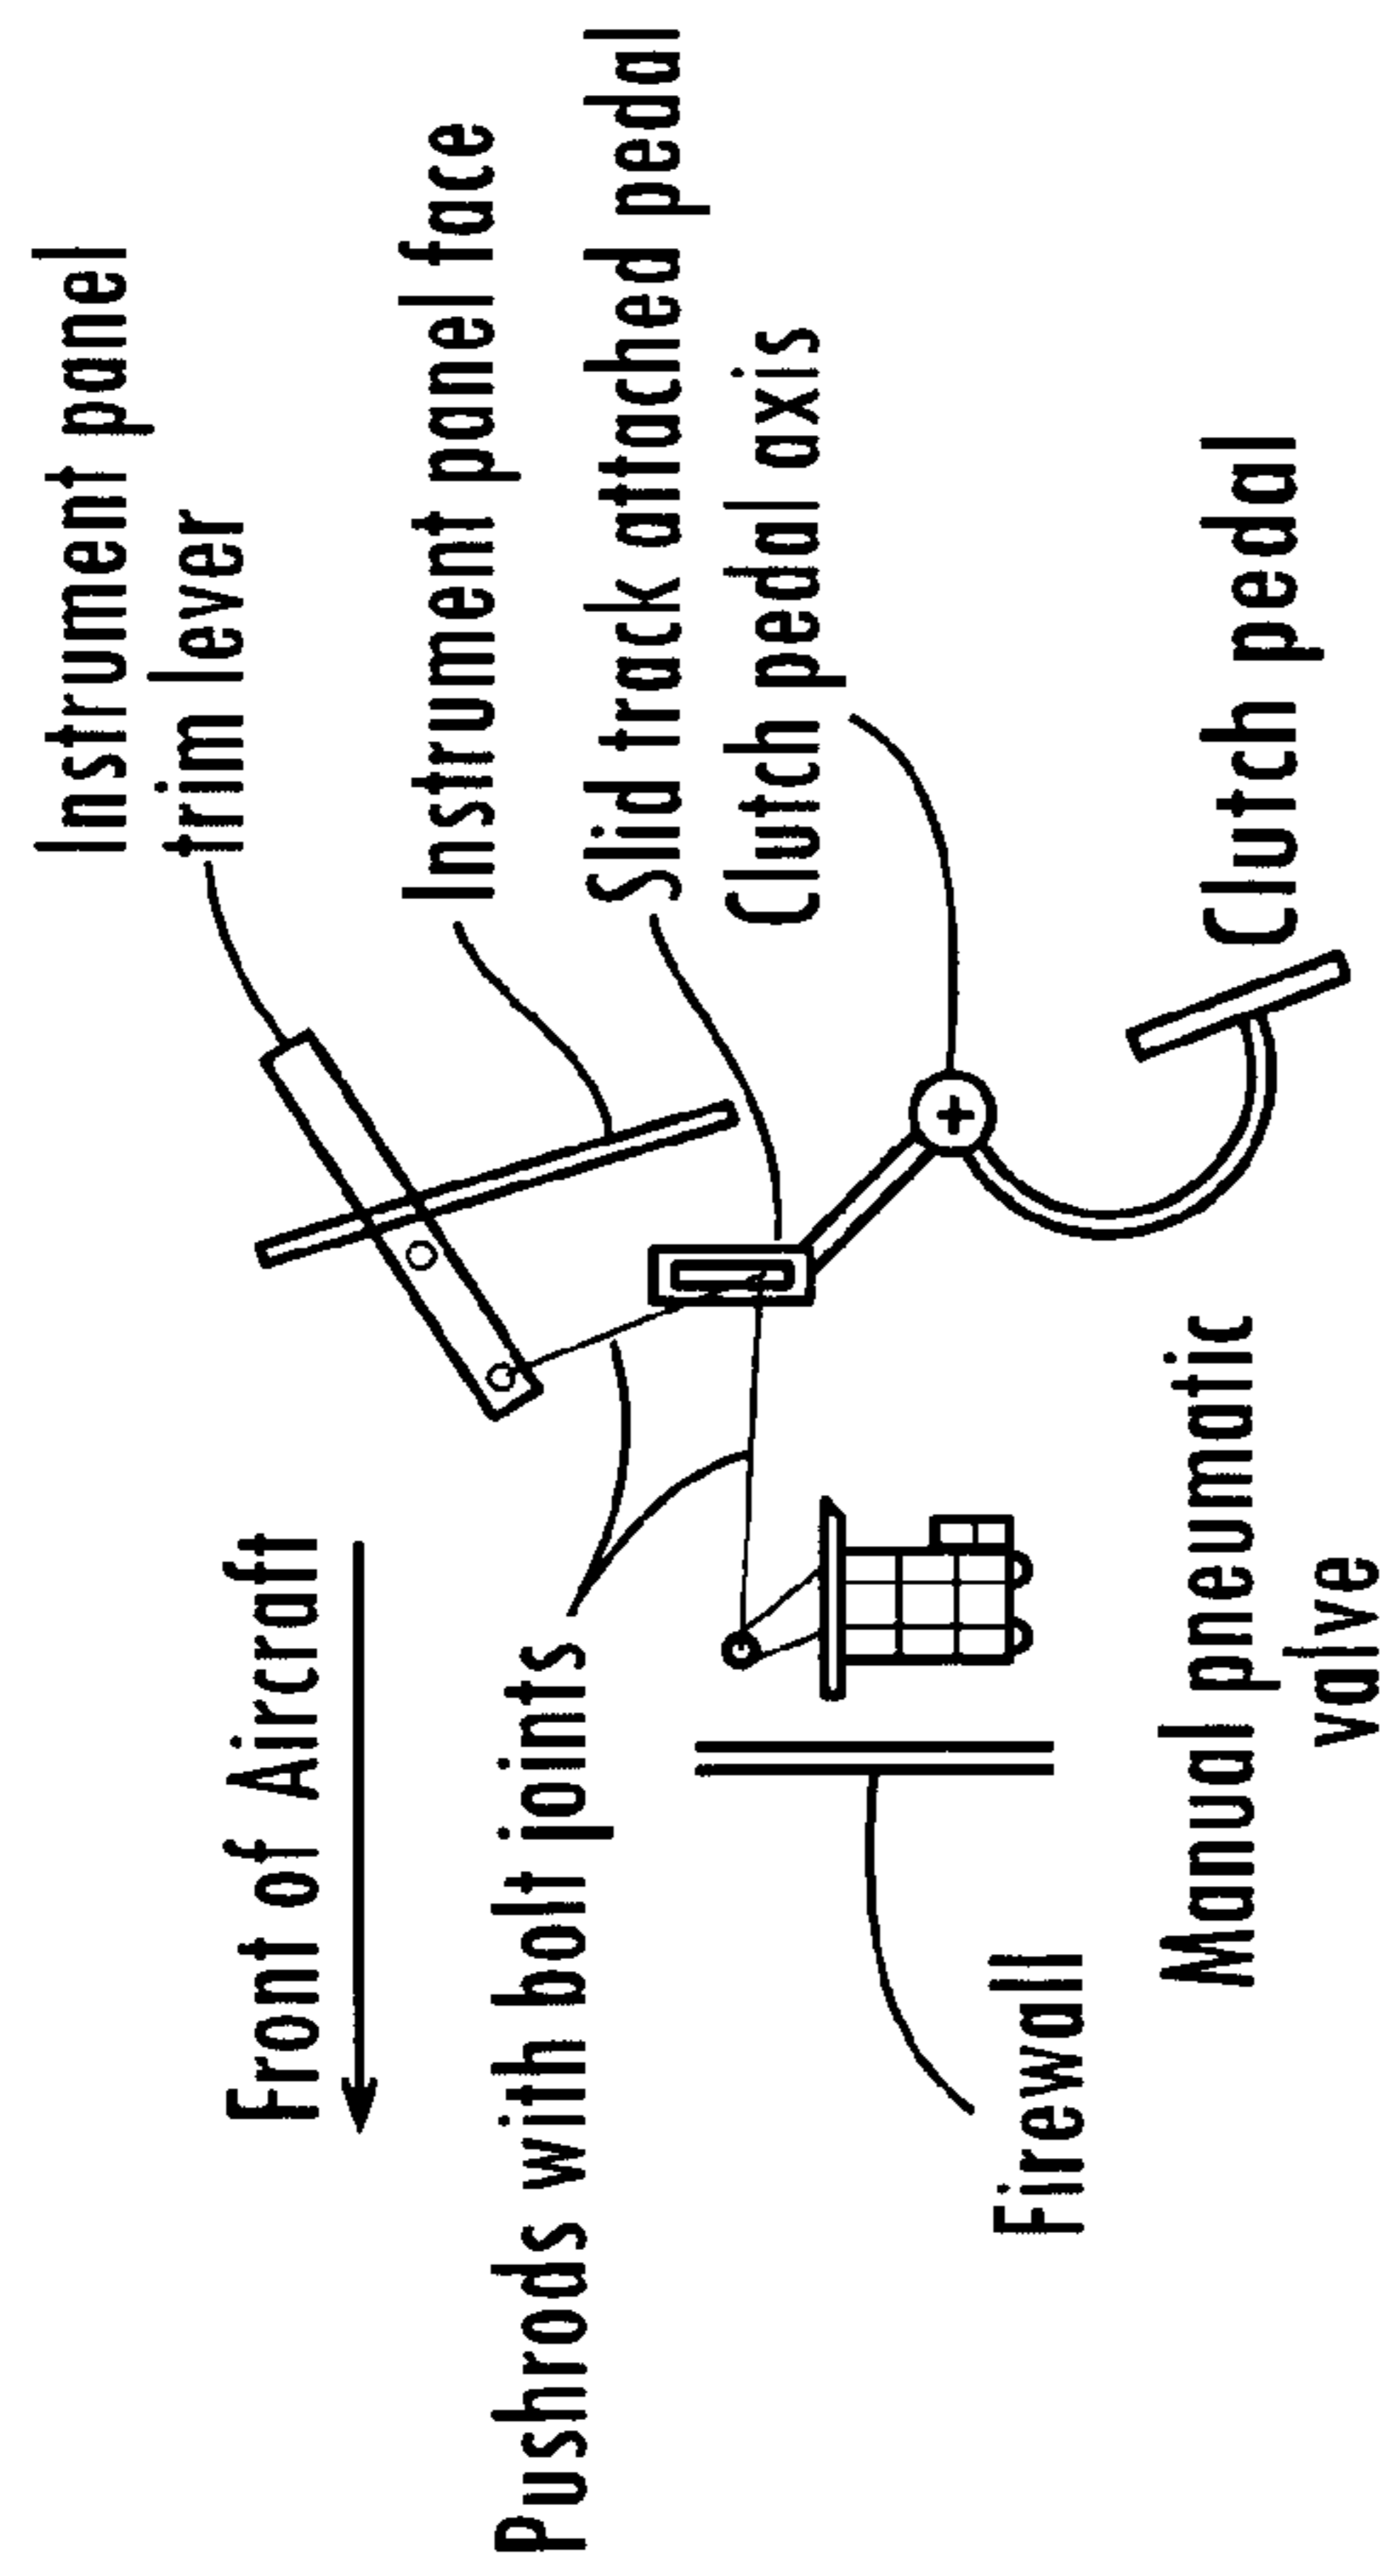 Instrument panel
trim lever
Front of Aircraft
Instrument panel face
Pushrods with bolt joints
Slid track attached pedal
Clutch pedal axis
Firewall
Clutch pedal
Manual pneumatic
valve